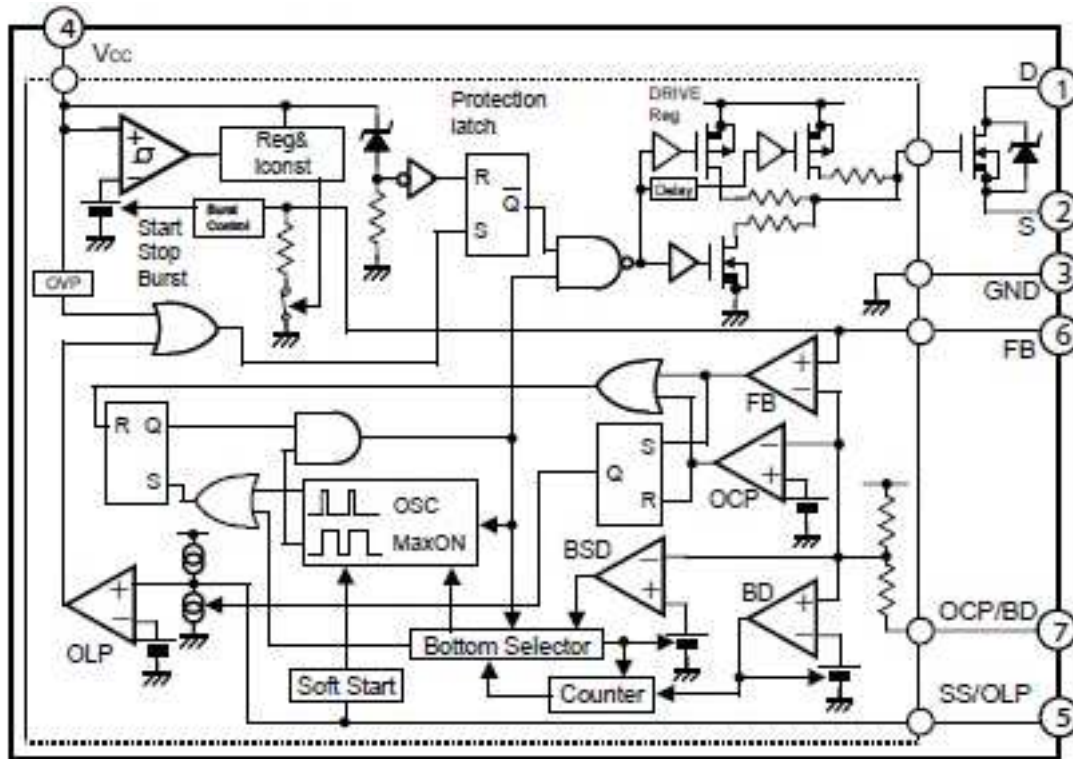 4
Vcc
D
1
Protection
latch
DRIVE
Reg
+
-
Reg&
Iconst
R
Q
S
Delay
2
S
Burst
Control
Start
Stop
Burst
OVP
3
GND
6
FB
+
-
FB
R Q
S
S
Q
R
-
+
OCP
OSC
MaxON
BSD
-
+
BD
+
-
+
-
OLP
Bottom Selector
OCP/BD
7
Soft Start
Counter
SS/OLP
5